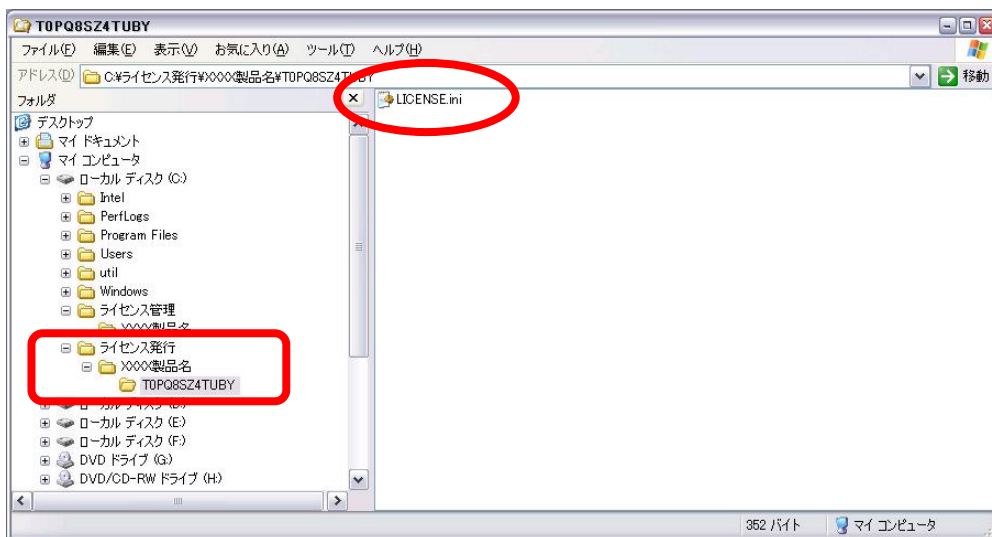 T0PQ8SZ4TUBY
ファイル(F) 編集(E) 表示(V) お気に入り(A) ツール(T) ヘルプ(H)
アドレス(D) C:¥ライセンス発行¥XXXX製品名¥T0PQ8SZ4TUBY 移動
フォルダ
LICENSE.ini
デスクトップ
マイ ドキュメント
マイ コンピュータ
ローカル ディスク (C:)
Intel
PerfLogs
Program Files
Users
util
Windows
ライセンス管理
XXXX製品名
ライセンス発行
XXXX製品名
T0PQ8SZ4TUBY
ローカル ディスク (D:)
ローカル ディスク (E:)
ローカル ディスク (F:)
DVD ドライブ (G:)
DVD/CD-RW ドライブ (H:)
352 バイト マイ コンピュータ